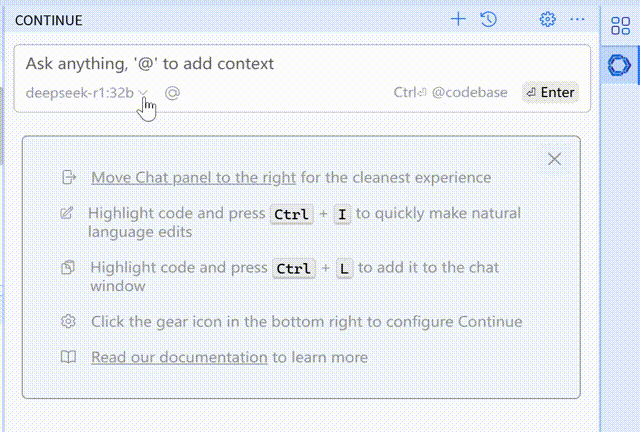 CONTINUE
Ask anything, '@' to add context
deepseek-r1:32b @ Ctrl⏎ @codebase ⏎ Enter
Move Chat panel to the right for the cleanest experience
Highlight code and press Ctrl + I to quickly make natural
language edits
Highlight code and press Ctrl + L to add it to the chat
window
Click the gear icon in the bottom right to configure Continue
Read our documentation to learn more